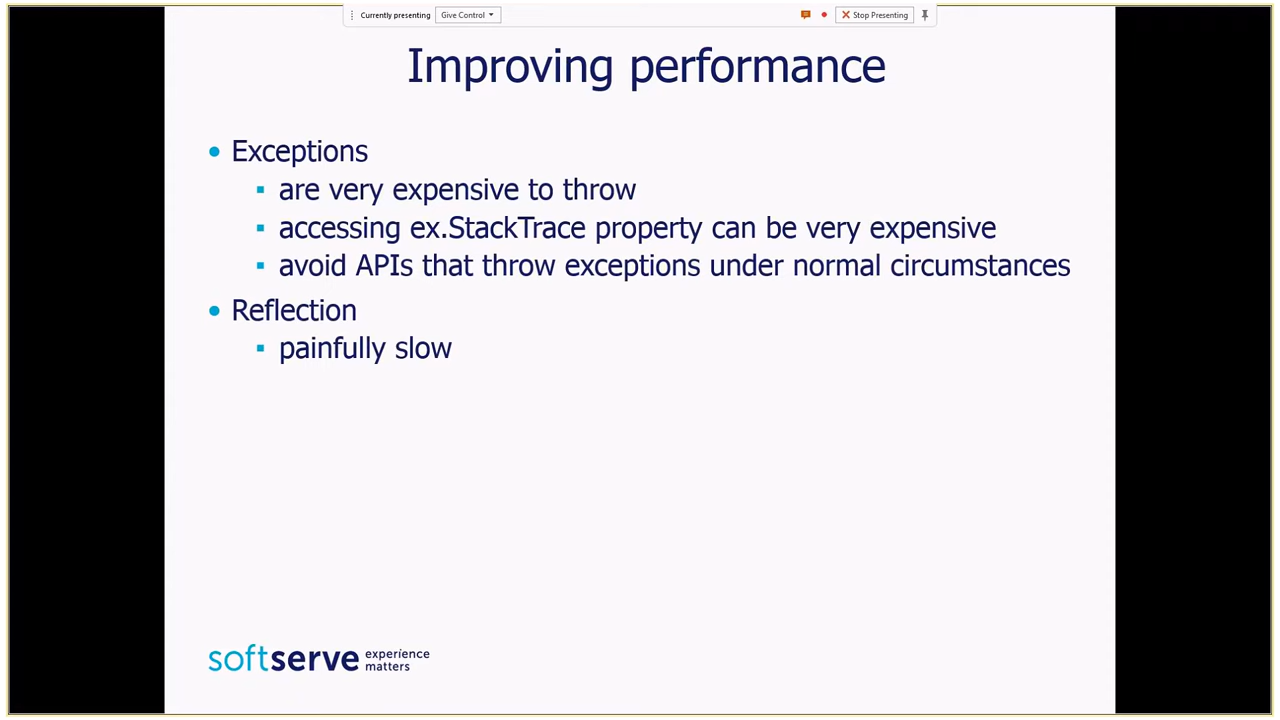 Currently presenting Give Control Stop Presenting
Improving performance
Exceptions
are very expensive to throw
accessing ex.StackTrace property can be very expensive
avoid APIs that throw exceptions under normal circumstances
Reflection
painfully slow
softserve experience
matters